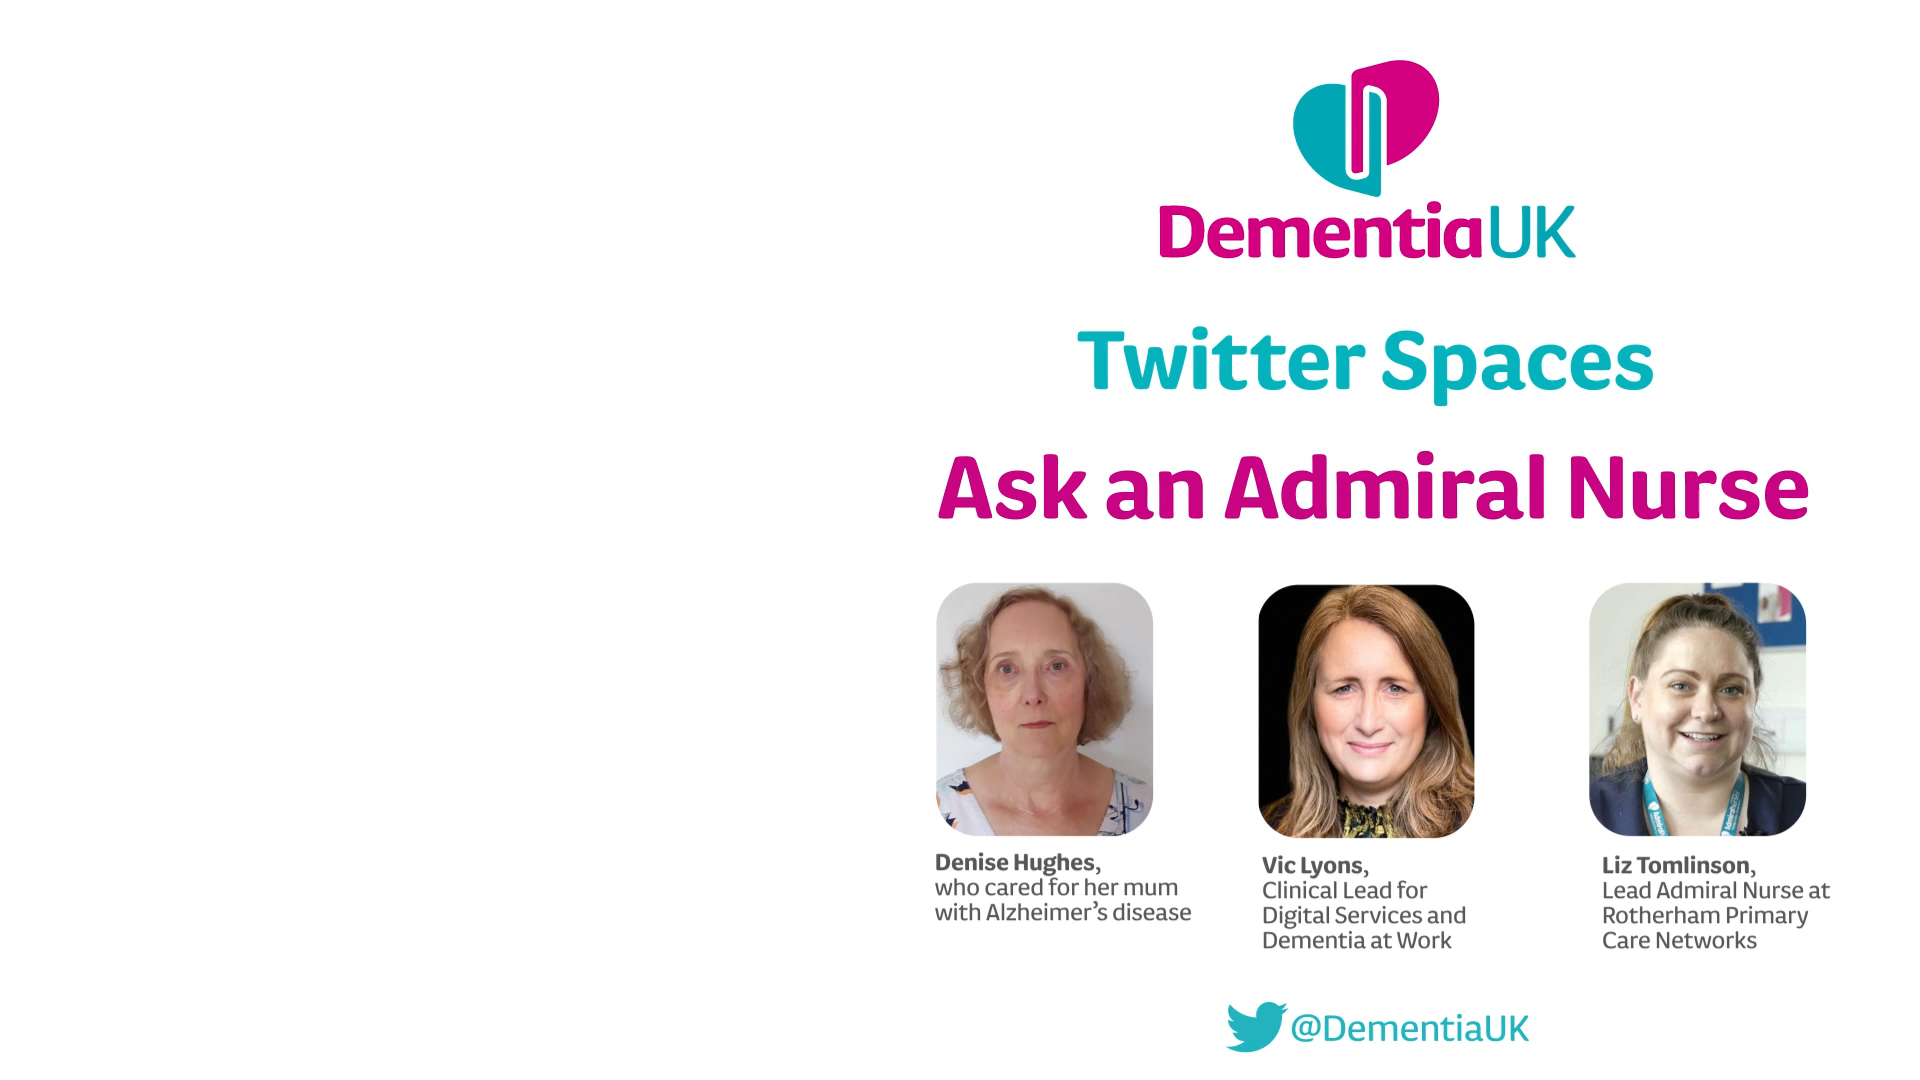 DementiaUK
Twitter Spaces
Ask an Admiral Nurse
Denise Hughes,
who cared for her mum
with Alzheimer’s disease
Vic Lyons,
Clinical Lead for
Digital Services and
Dementia at Work
Liz Tomlinson,
Lead Admiral Nurse at
Rotherham Primary
Care Networks
@DementiaUK